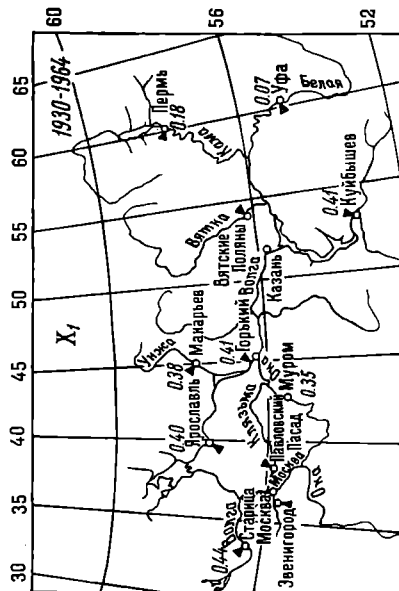 1930-1964
X₁
30
35
40
45
50
55
60
65
60
56
52
Пермь
0.18
Кама
0.07
Уфа
Белая
Вятка
Вятские
Поляны
0.41
Куйбышев
Казань
Волга
Унжа
Макарьев
0.38
0.41
Горький
Ока
Муром
0.35
Ярославль
0.40
Клязьма
Павловский
Посад
Москва
Москва
Ока
Звенигород
Волга
Старица
0.44